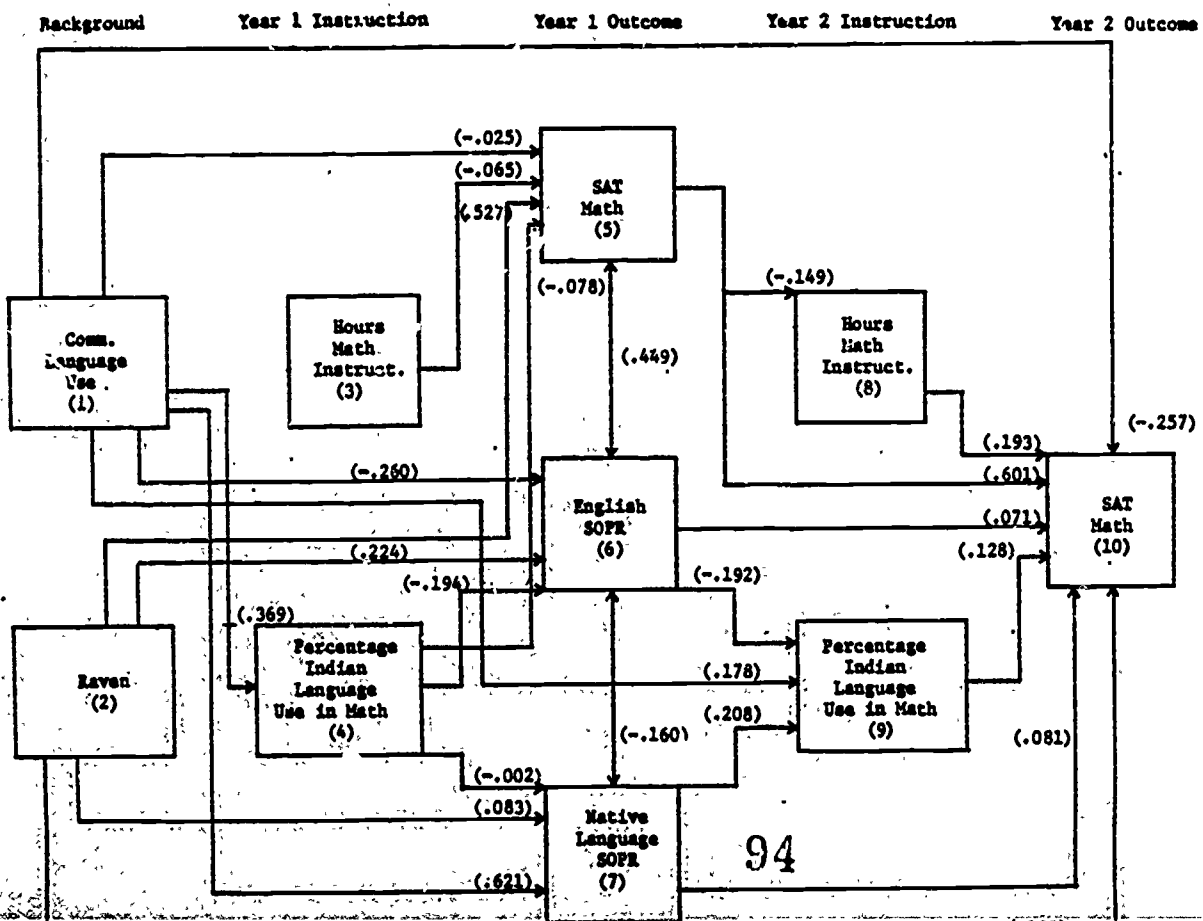 Background
Year 1 Instruction
Year 1 Outcome
Year 2 Instruction
Year 2 Outcome
(-.025)
(-.065)
(.527)
SAT
Math
(5)
(-.078)
(-.149)
Comm.
Language
Use
(1)
Hours
Math
Instruct.
(3)
(.449)
Hours
Math
Instruct.
(8)
(-.257)
(.193)
(.601)
(-.260)
English
SOPR
(6)
(.071)
SAT
Math
(10)
(.128)
(.224)
(-.194)
(-.192)
(.369)
Raven
(2)
Percentage
Indian
Language
Use in Math
(4)
(.178)
(.208)
Percentage
Indian
Language
Use in Math
(9)
(-.160)
(.081)
(-.002)
(.083)
Native
Language
SOPR
(7)
(.621)
94